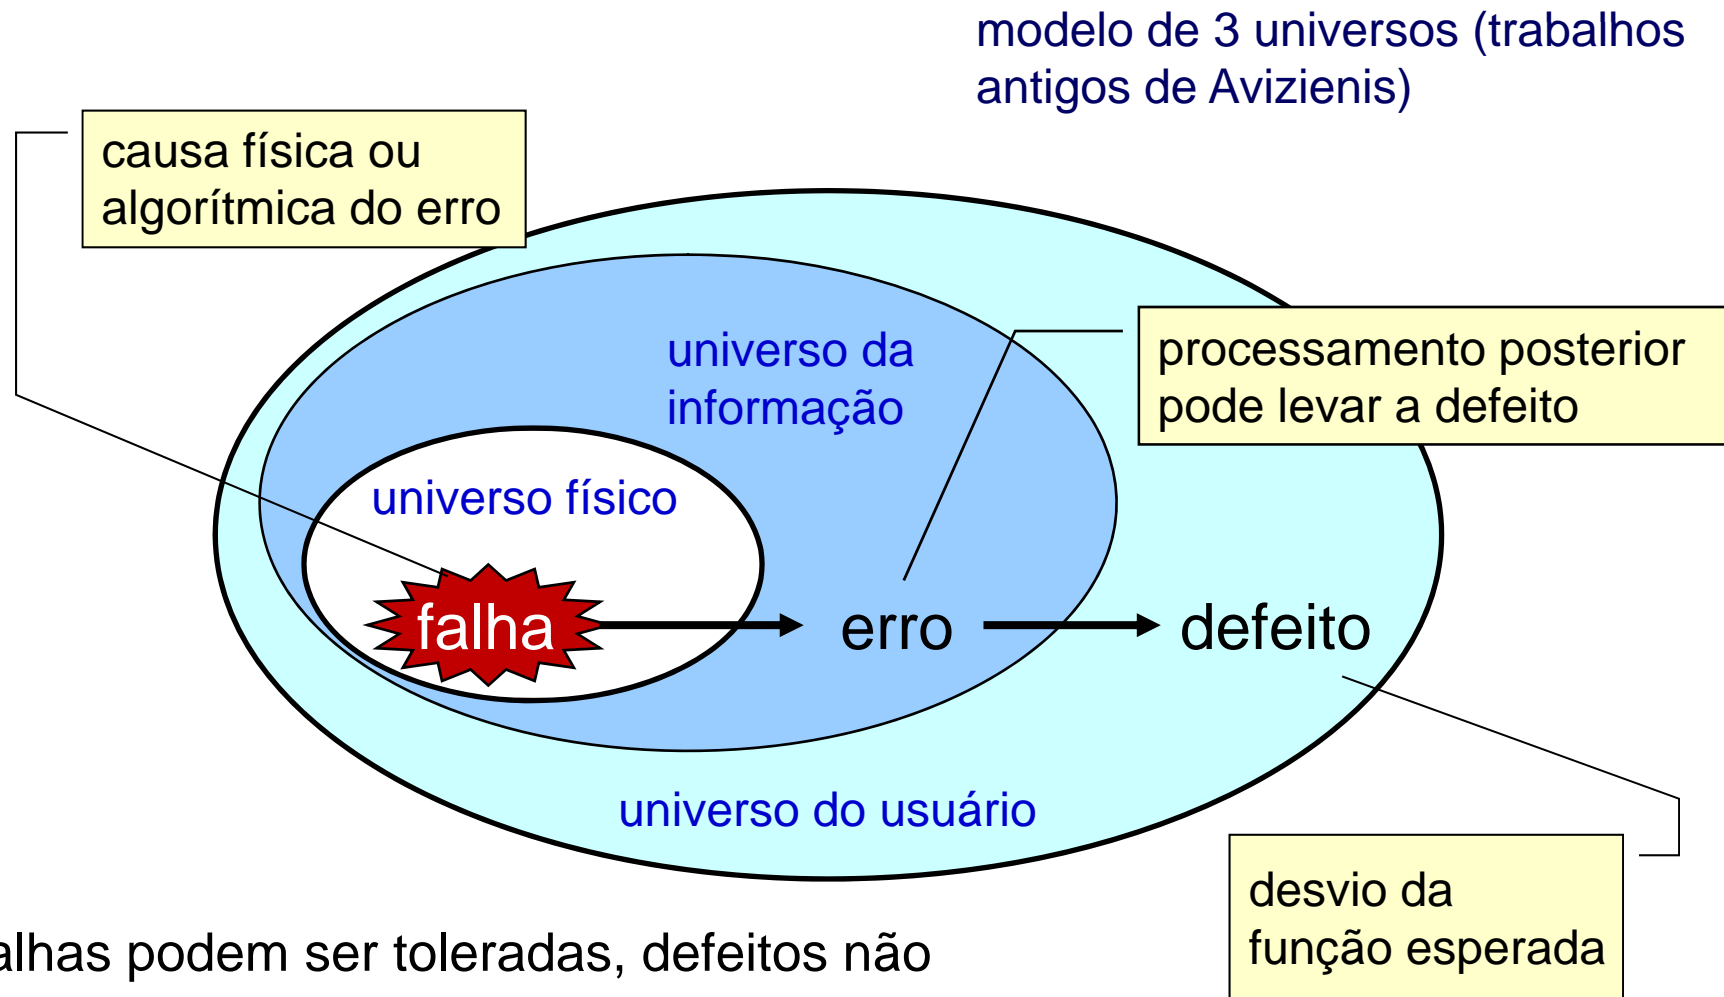 modelo de 3 universos (trabalhos
antigos de Avizienis)
causa física ou
algorítmica do erro
universo da
informação
processamento posterior
pode levar a defeito
universo físico
falha
erro
defeito
universo do usuário
desvio da
função esperada
alhas podem ser toleradas, defeitos não